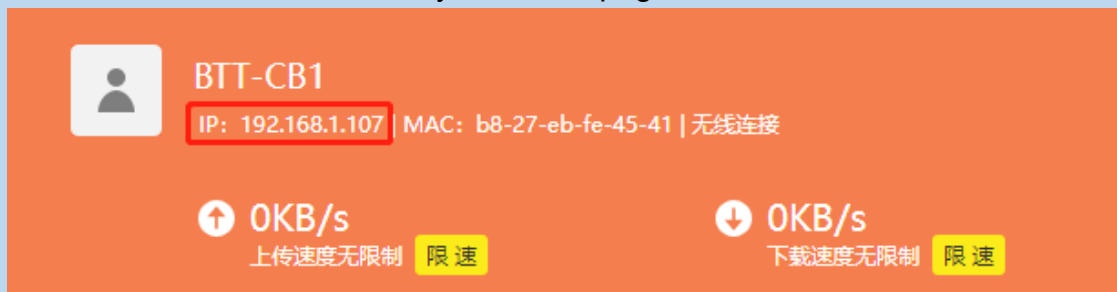 BTT-CB1
IP: 192.168.1.107 | MAC: b8-27-eb-fe-45-41 | 无线连接
0KB/s
上传速度无限制 限速
0KB/s
下载速度无限制 限速